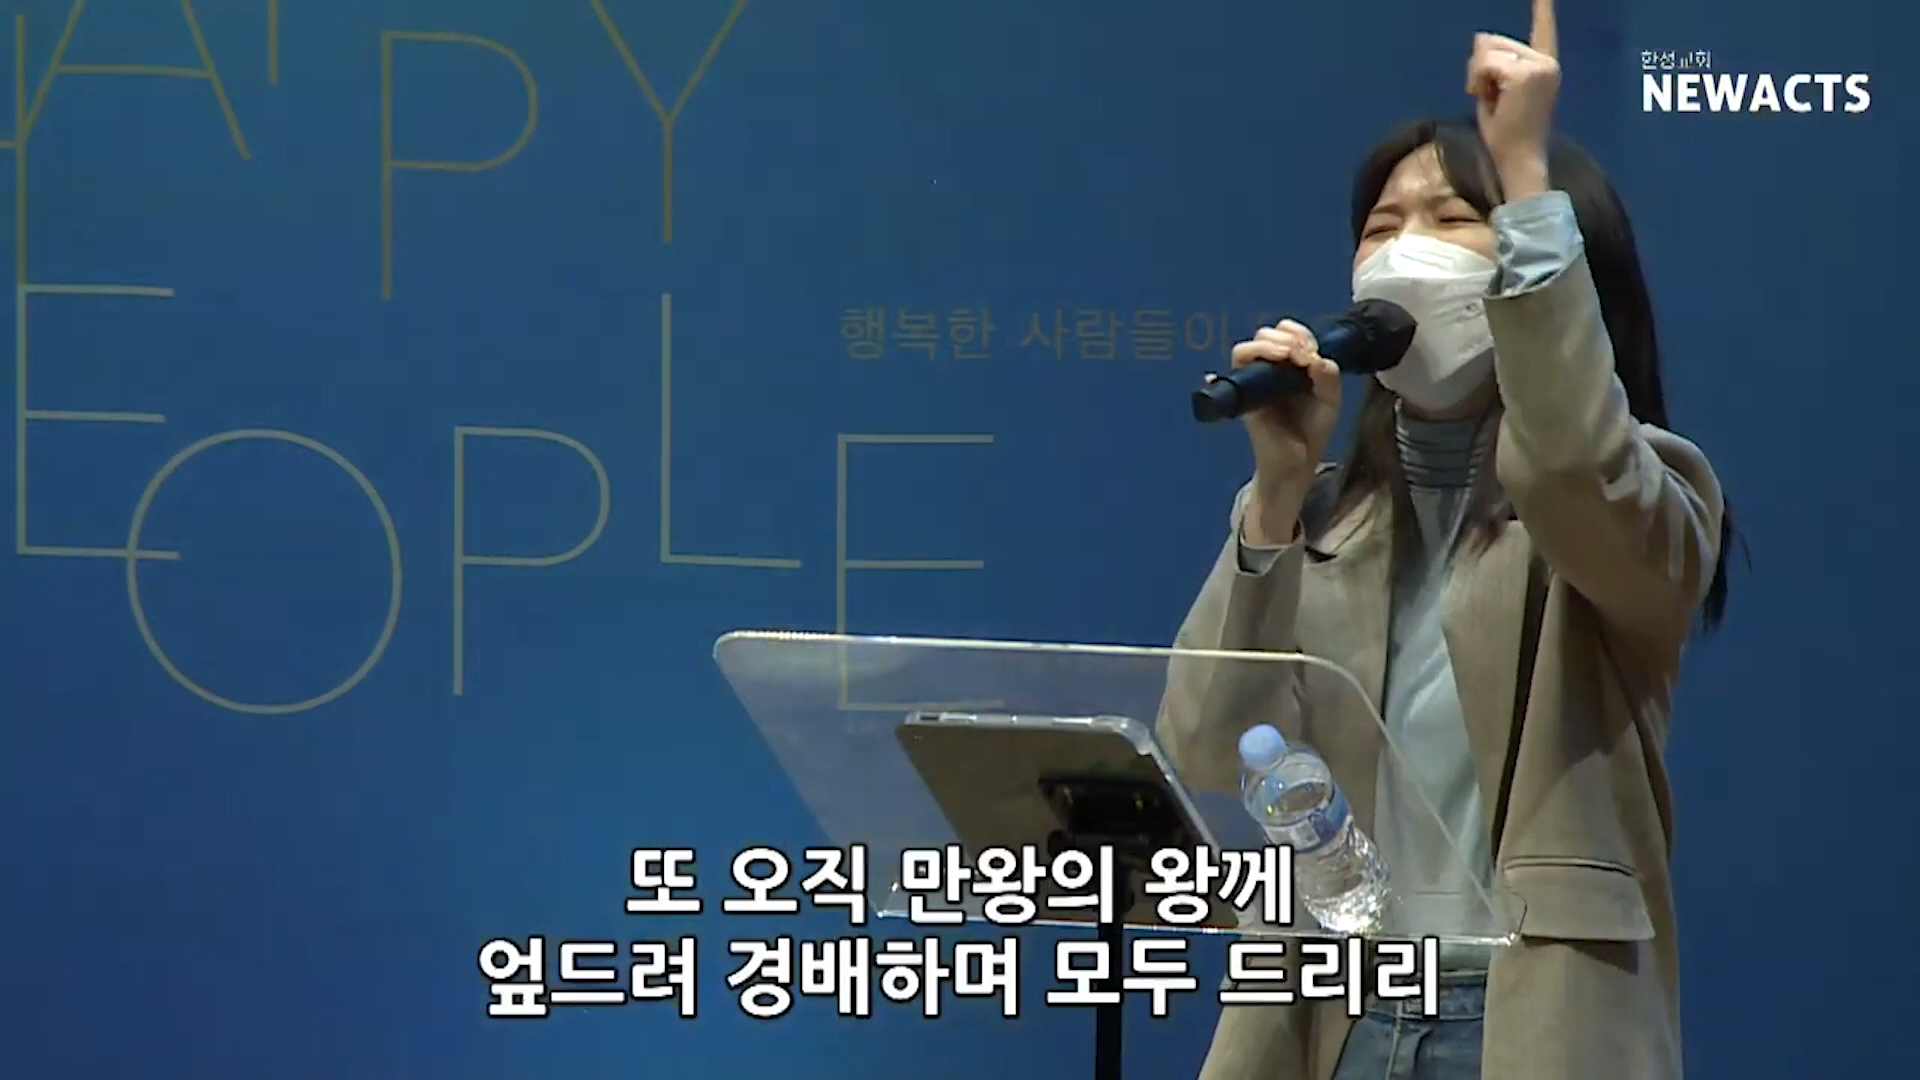 한성교회
NEWACTS
APPY
PEOPLE
행복한 사람들이
또 오직 만왕의 왕께
엎드려 경배하며 모두 드리리